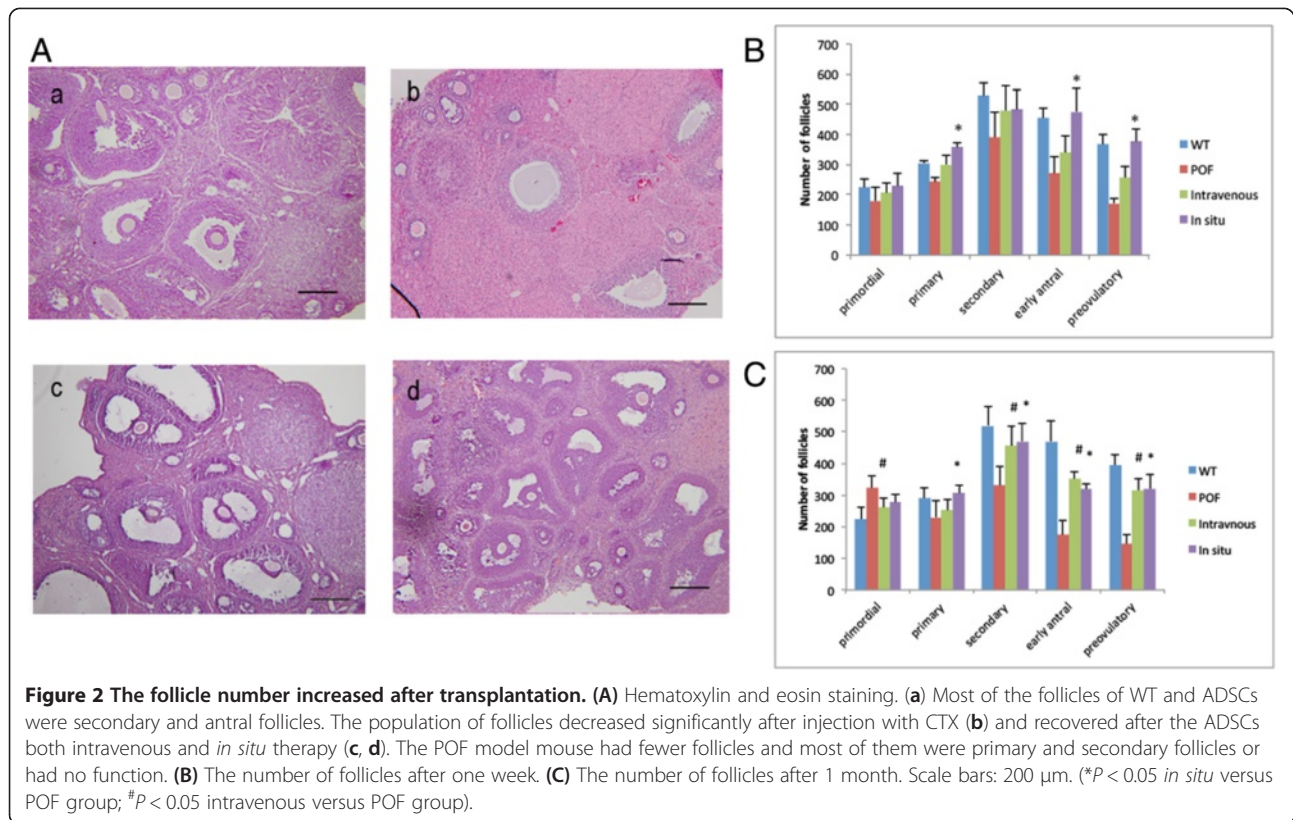 A
a
b
c
d
B
700
600
500
400
300
200
100
0
Number of follicles
* * *
primordial
primary
secondary
early antral
preovulatory
WT
POF
Intravenous
In situ
C
700
600
500
400
300
200
100
0
Number of follicles
# * # * # * # *
primordial
primary
secondary
early antral
preovulatory
WT
POF
Intravnous
In situ
Figure 2 The follicle number increased after transplantation. (A) Hematoxylin and eosin staining. (a) Most of the follicles of WT and ADSCs
were secondary and antral follicles. The population of follicles decreased significantly after injection with CTX (b) and recovered after the ADSCs
both intravenous and in situ therapy (c, d). The POF model mouse had fewer follicles and most of them were primary and secondary follicles or
had no function. (B) The number of follicles after one week. (C) The number of follicles after 1 month. Scale bars: 200 μm. (*P < 0.05 in situ versus
POF group; #P < 0.05 intravenous versus POF group).